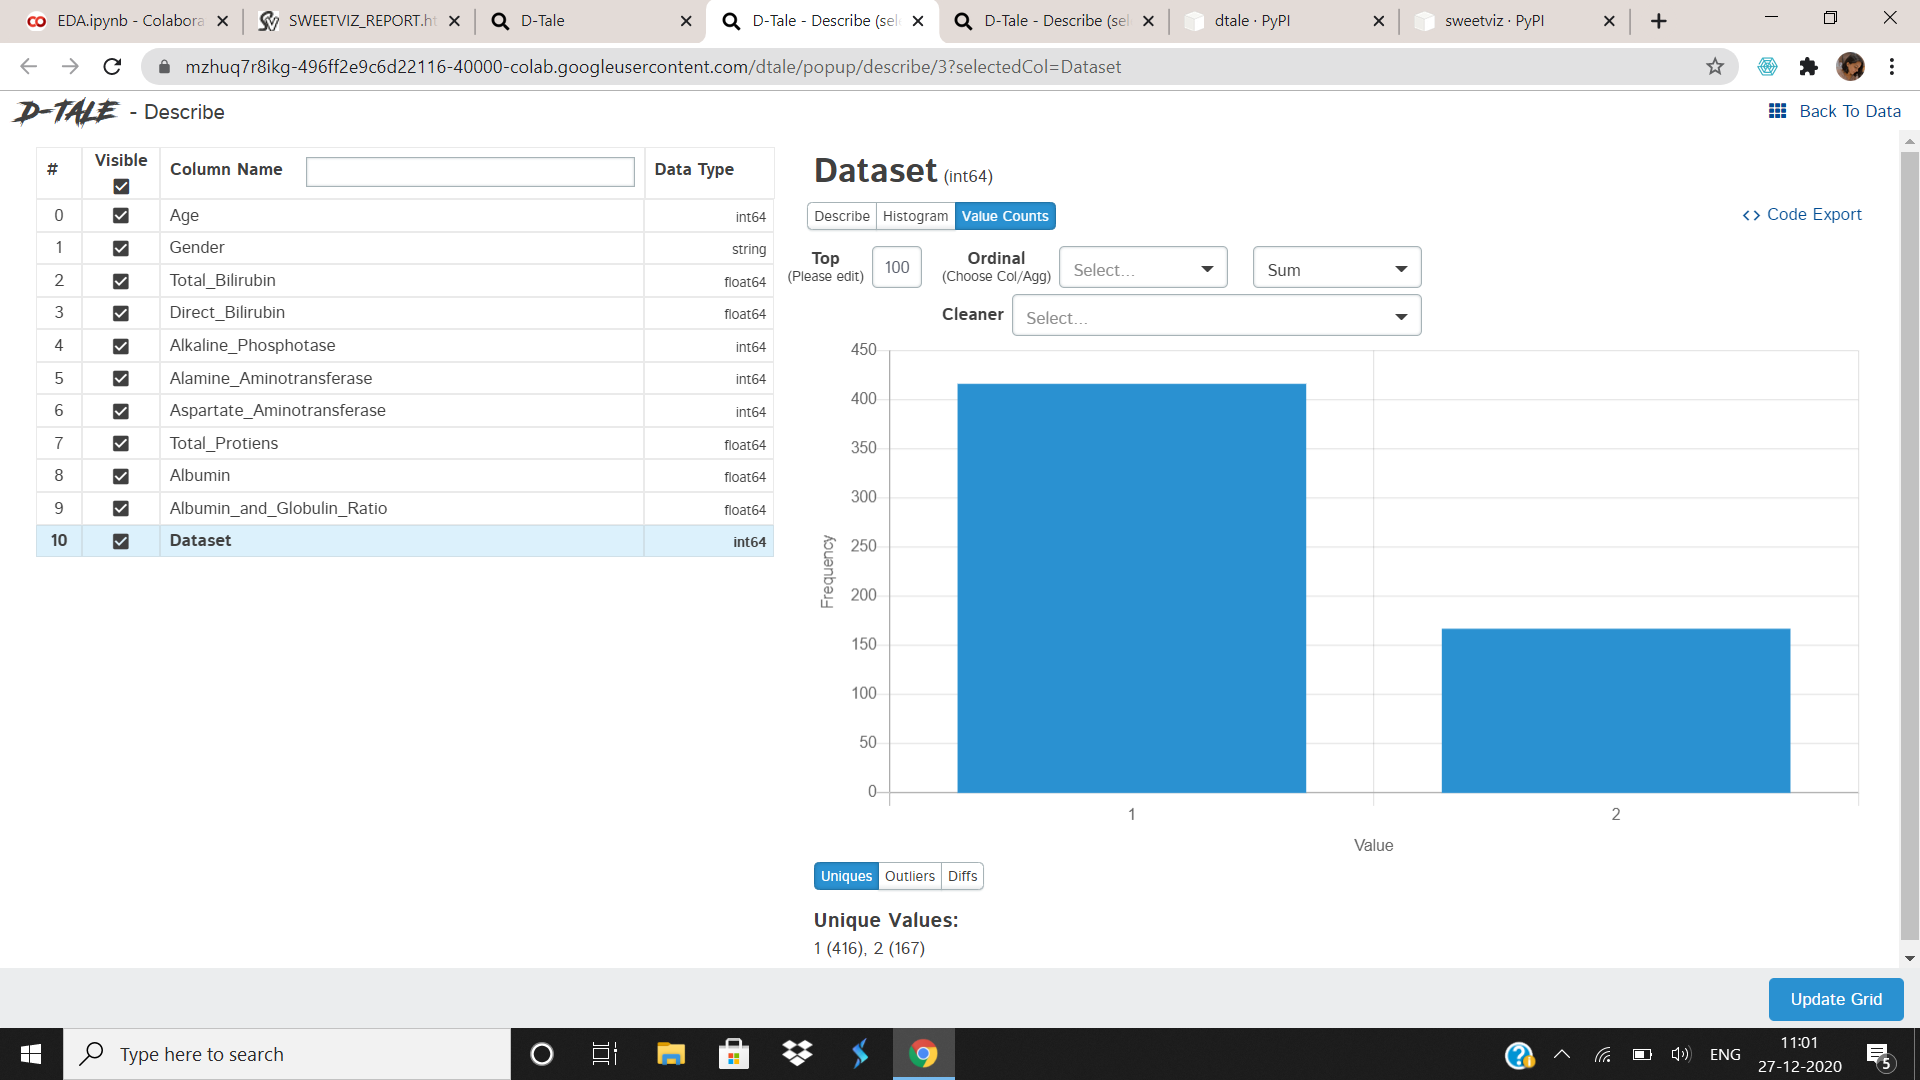 EDA.ipynb - Colabora
SWEETVIZ_REPORT.ht
D-Tale
D-Tale - Describe (sel
D-Tale - Describe (sel
dtale · PyPI
sweetviz · PyPI
mzhuq7r8ikg-496ff2e9c6d22116-40000-colab.googleusercontent.com/dtale/popup/describe/3?selectedCol=Dataset
D-TALE - Describe
Back To Data
# Visible Column Name Data Type
0 Age int64
1 Gender string
2 Total_Bilirubin float64
3 Direct_Bilirubin float64
4 Alkaline_Phosphotase int64
5 Alamine_Aminotransferase int64
6 Aspartate_Aminotransferase int64
7 Total_Protiens float64
8 Albumin float64
9 Albumin_and_Globulin_Ratio float64
10 Dataset int64
Dataset (int64)
Describe Histogram Value Counts
Code Export
Top
(Please edit)
100
Ordinal
(Choose Col/Agg)
Select...
Sum
Cleaner
Select...
450
400
350
300
250
200
150
100
50
0
Frequency
1 2
Value
Uniques Outliers Diffs
Unique Values:
1 (416), 2 (167)
Update Grid
Type here to search
ENG
11:01
27-12-2020
5